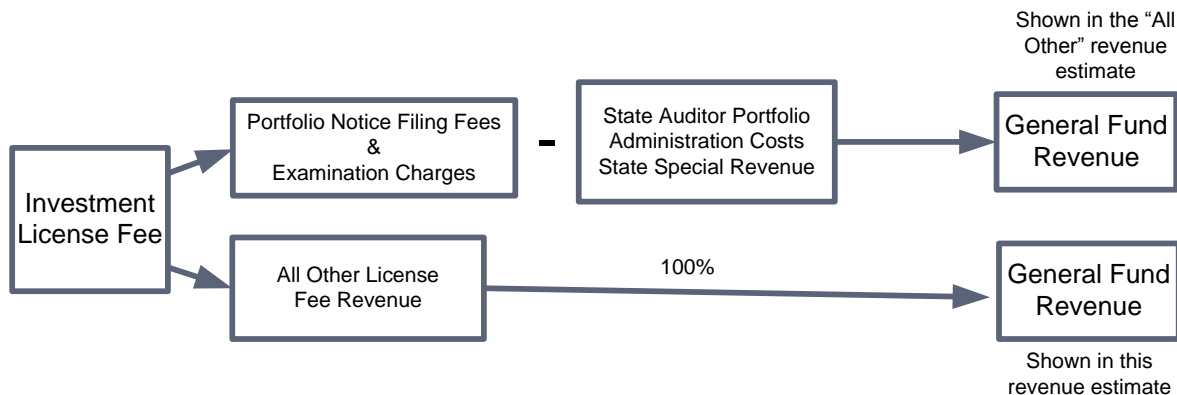 Shown in the “All
Other” revenue
estimate
Investment
License Fee
Portfolio Notice Filing Fees
&
Examination Charges
-
State Auditor Portfolio
Administration Costs
State Special Revenue
General Fund
Revenue
All Other License
Fee Revenue
100%
General Fund
Revenue
Shown in this
revenue estimate